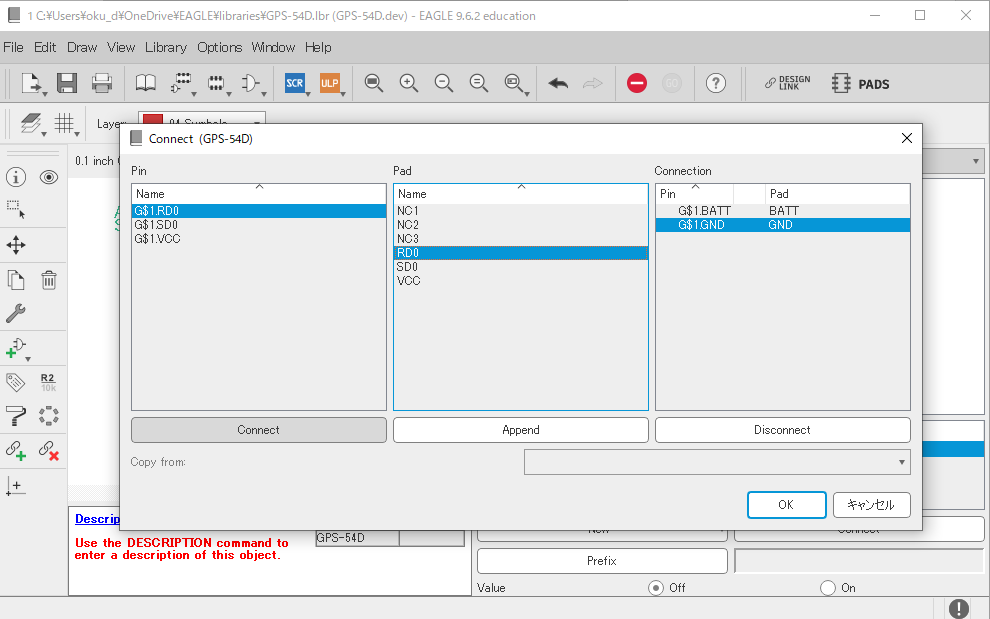 1 C:¥Users¥oku_d¥OneDrive¥EAGLE¥libraries¥GPS-54D.lbr (GPS-54D.dev) - EAGLE 9.6.2 education
File Edit Draw View Library Options Window Help
SCR ULP GO ? DESIGN LINK PADS
Layer
0.1 inch
Connect (GPS-54D)
Pin Pad Connection
Name Name Pin Pad
G$1.RD0 NC1 G$1.BATT BATT
G$1.SD0 NC2 G$1.GND GND
G$1.VCC NC3
RD0
SD0
VCC
Connect Append Disconnect
Copy from:
OK キャンセル
R2
10k
Descrip
Use the DESCRIPTION command to
enter a description of this object.
GPS-54D
New Connect
Prefix
Value Off On